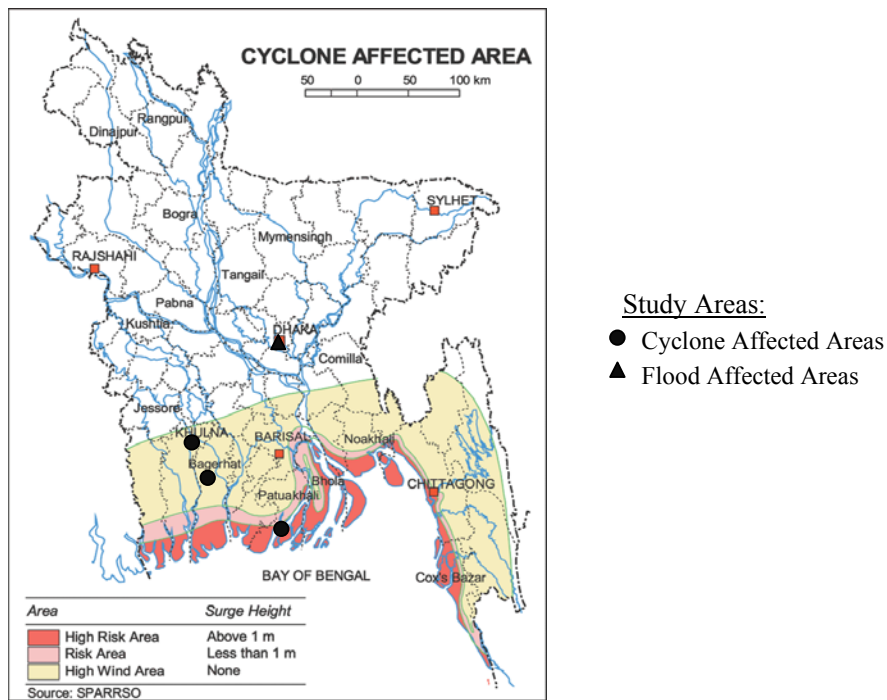 CYCLONE AFFECTED AREA
50 0 50 100 km
Rangpur
Dinajpur
SYLHET
Bogra
Mymensingh
RAJSHAHI
Tangail
Pabna
Kushtia
DHAKA
Comilla
Jessore
KHULNA
BARISAL
Noakhali
Bagerhat
Bhola
CHITTAGONG
Patuakhali
BAY OF BENGAL
Cox's Bazar
Area Surge Height
High Risk Area Above 1 m
Risk Area Less than 1 m
High Wind Area None
Source: SPARRSO
1
Study Areas:
Cyclone Affected Areas
Flood Affected Areas